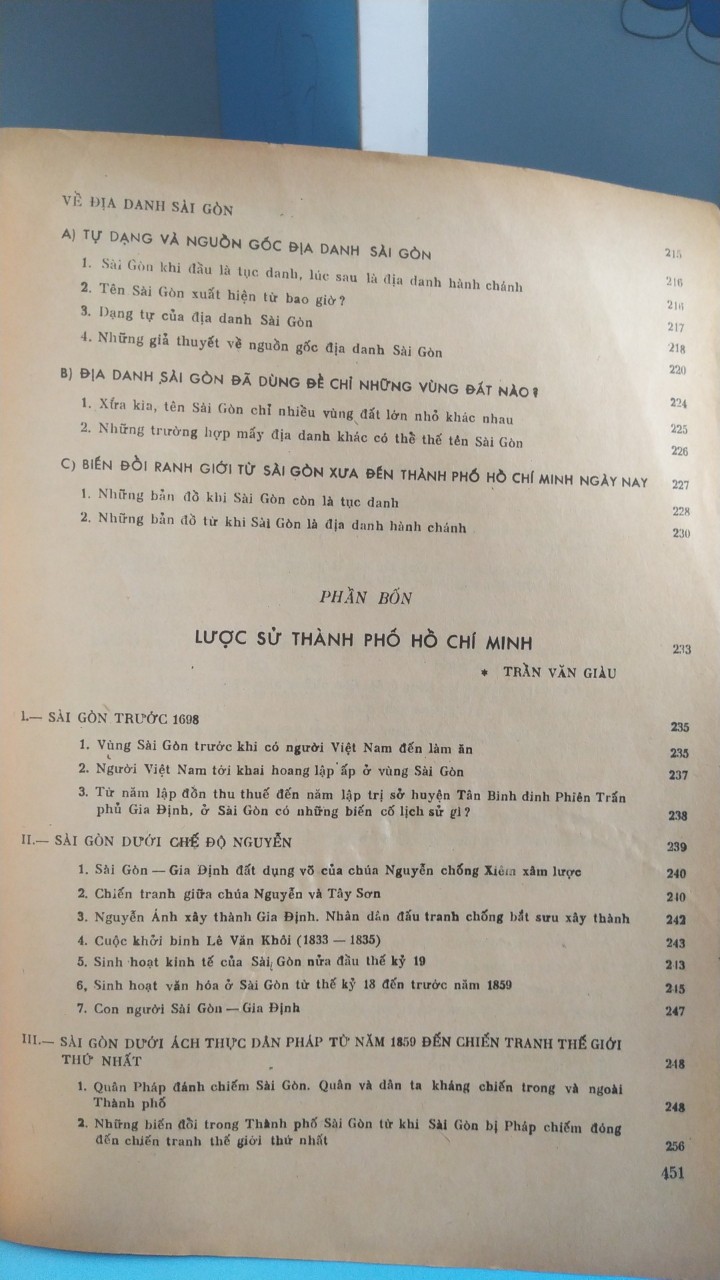 VỀ ĐỊA DANH SÀI GÒN 215
A) TỰ DẠNG VÀ NGUỒN GỐC ĐỊA DANH SÀI GÒN 216
1. Sài Gòn khi đầu là tục danh, lúc sau là địa danh hành chánh 216
2. Tên Sài Gòn xuất hiện từ bao giờ? 217
3. Dạng tự của địa danh Sài Gòn 218
4. Những giả thuyết về nguồn gốc địa danh Sài Gòn 220
B) ĐỊA DANH SÀI GÒN ĐÃ DÙNG ĐỂ CHỈ NHỮNG VÙNG ĐẤT NÀO? 224
1. Xưa kia, tên Sài Gòn chỉ nhiều vùng đất lớn nhỏ khác nhau 225
2. Những trường hợp mấy địa danh khác có thể thế tên Sài Gòn 226
C) BIẾN ĐỔI RANH GIỚI TỪ SÀI GÒN XƯA ĐẾN THÀNH PHỐ HỒ CHÍ MINH NGÀY NAY 227
1. Những bản đồ khi Sài Gòn còn là tục danh 228
2. Những bản đồ từ khi Sài Gòn là địa danh hành chánh 230
PHẦN BỐN
LƯỢC SỬ THÀNH PHỐ HỒ CHÍ MINH 233
* TRẦN VĂN GIÀU
I.— SÀI GÒN TRƯỚC 1698 235
1. Vùng Sài Gòn trước khi có người Việt Nam đến làm ăn 235
2. Người Việt Nam tới khai hoang lập ấp ở vùng Sài Gòn 237
3. Từ năm lập đồn thu thuế đến năm lập trị sở huyện Tân Bình dinh Phiên Trấn
phủ Gia Định, ở Sài Gòn có những biến cố lịch sử gì? 238
II.— SÀI GÒN DƯỚI CHẾ ĐỘ NGUYỄN 239
1. Sài Gòn — Gia Định đất dụng võ của chúa Nguyễn chống Xiêm xâm lược 240
2. Chiến tranh giữa chúa Nguyễn và Tây Sơn 240
3. Nguyễn Ánh xây thành Gia Định. Nhân dân đấu tranh chống bắt sưu xây thành 242
4. Cuộc khởi binh Lê Văn Khôi (1833 — 1835) 243
5. Sinh hoạt kinh tế của Sài Gòn nửa đầu thế kỷ 19 243
6. Sinh hoạt văn hóa ở Sài Gòn từ thế kỷ 18 đến trước năm 1859 245
7. Con người Sài Gòn — Gia Định 247
III.— SÀI GÒN DƯỚI ÁCH THỰC DÂN PHÁP TỪ NĂM 1859 ĐẾN CHIẾN TRANH THẾ GIỚI
THỨ NHẤT 248
1. Quân Pháp đánh chiếm Sài Gòn. Quân và dân ta kháng chiến trong và ngoài
Thành phố 248
2. Những biến đổi trong Thành phố Sài Gòn từ khi Sài Gòn bị Pháp chiếm đóng
đến chiến tranh thế giới thứ nhất 256
451